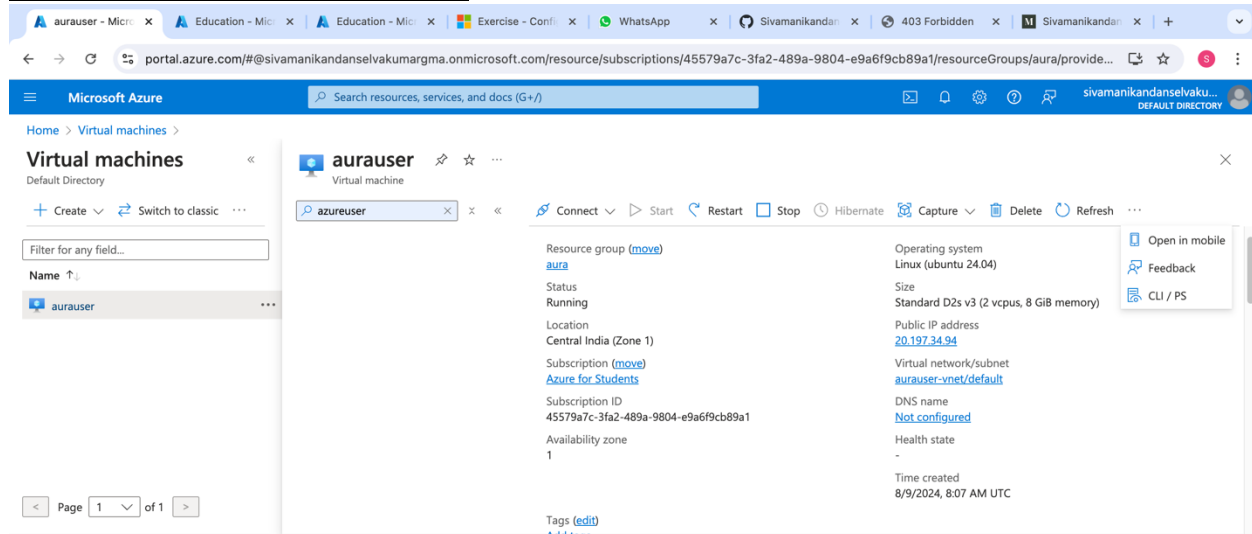 aurauser - Micro
Education - Mic
Education - Mic
Exercise - Confi
WhatsApp
Sivamanikandan
403 Forbidden
Sivamanikandan
portal.azure.com/#@sivamanikandanselvakumargma.onmicrosoft.com/resource/subscriptions/45579a7c-3fa2-489a-9804-e9a6f9cb89a1/resourceGroups/aura/provide...
S
Microsoft Azure
Search resources, services, and docs (G+/)
sivamanikandanselvaku...
DEFAULT DIRECTORY
Home > Virtual machines >
Virtual machines
Default Directory
+ Create
Switch to classic
...
Filter for any field...
Name ↑↓
aurauser
...
Page 1 of 1
aurauser
...
Virtual machine
azureuser
Connect
Start
Restart
Stop
Hibernate
Capture
Delete
Refresh
...
Open in mobile
Feedback
CLI / PS
Resource group (move)
aura
Status
Running
Location
Central India (Zone 1)
Subscription (move)
Azure for Students
Subscription ID
45579a7c-3fa2-489a-9804-e9a6f9cb89a1
Availability zone
1
Operating system
Linux (ubuntu 24.04)
Size
Standard D2s v3 (2 vcpus, 8 GiB memory)
Public IP address
20.197.34.94
Virtual network/subnet
aurauser-vnet/default
DNS name
Not configured
Health state
-
Time created
8/9/2024, 8:07 AM UTC
Tags (edit)
Add tags